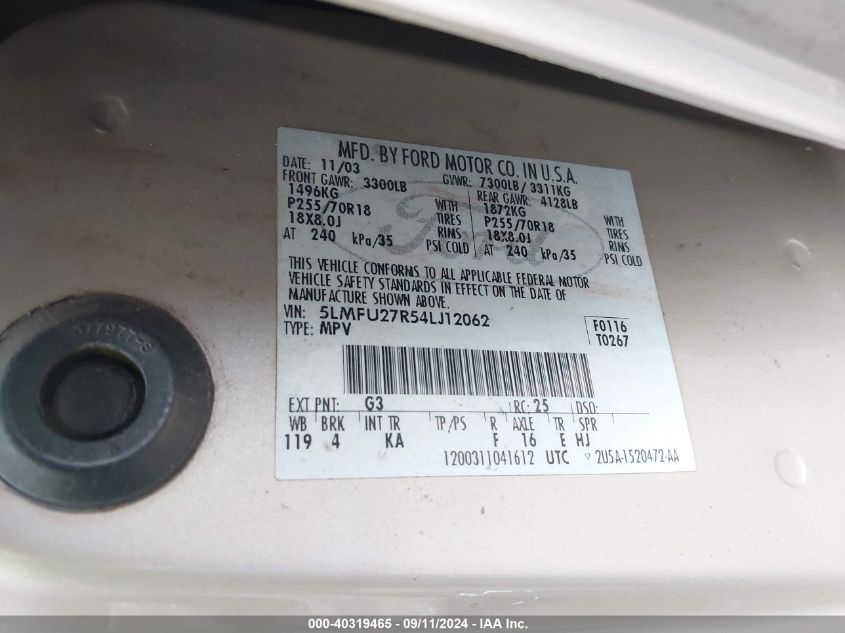 MFD. BY FORD MOTOR CO. IN U.S.A.
DATE: 11/03 GVWR: 7300LB / 3311KG
FRONT GAWR: 3300LB REAR GAWR: 4128LB
1496KG WITH 1872KG WITH
P255/70R18 TIRES P255/70R18 TIRES
18X8.0J RINS 18X8.0J RINS
AT 240 kPa/35 PSI COLD AT 240 kPa/35 PSI COLD
Ford
THIS VEHICLE CONFORMS TO ALL APPLICABLE FEDERAL MOTOR
VEHICLE SAFETY STANDARDS IN EFFECT ON THE DATE OF
MANUFACTURE SHOWN ABOVE.
VIN: 5LMFU27R54LJ12062
TYPE: MPV
F0116
T0267
EXT PNT: G3 RC: 25 DSO:
WB BRK INT TR TP/PS R AXLE TR SPR
119 4 KA F 16 E HJ
1200311041612 UTC ▽ 2U5A-1520472-AA
000-40319465 - 09/11/2024 - IAA Inc.